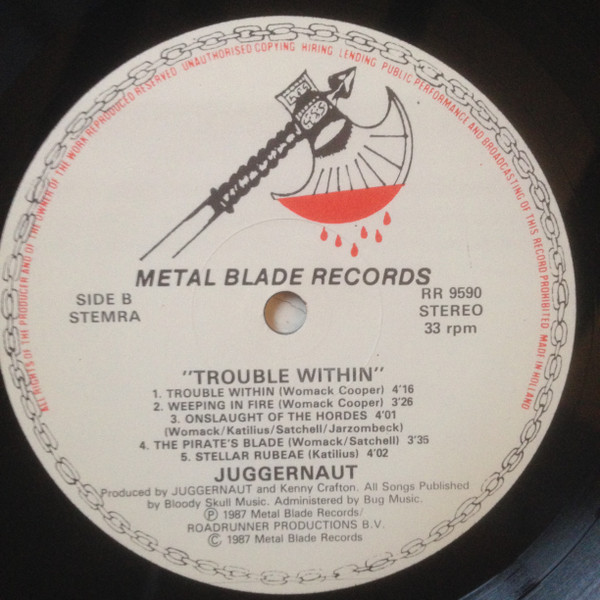 ALL RIGHTS OF THE PRODUCER AND OF THE OWNER OF THE WORK REPRODUCED RESERVED. UNAUTHORISED COPYING HIRING LENDING PUBLIC PERFORMANCE AND BROADCASTING OF THIS RECORD PROHIBITED MADE IN HOLLAND
METAL BLADE RECORDS
SIDE B
STEMRA
RR 9590
STEREO
33 rpm
"TROUBLE WITHIN"
1. TROUBLE WITHIN (Womack Cooper) 4'16
2. WEEPING IN FIRE (Womack Cooper) 3'26
3. ONSLAUGHT OF THE HORDES 4'01
(Womack/Katilius/Satchell/Jarzombeck)
4. THE PIRATE'S BLADE (Womack/Satchell) 3'35
5. STELLAR RUBEAE (Katilius) 4'02
JUGGERNAUT
Produced by JUGGERNAUT and Kenny Crafton. All Songs Published
by Bloody Skull Music. Administered by Bug Music.
Ⓟ 1987 Metal Blade Records/
ROADRUNNER PRODUCTIONS B.V.
© 1987 Metal Blade Records